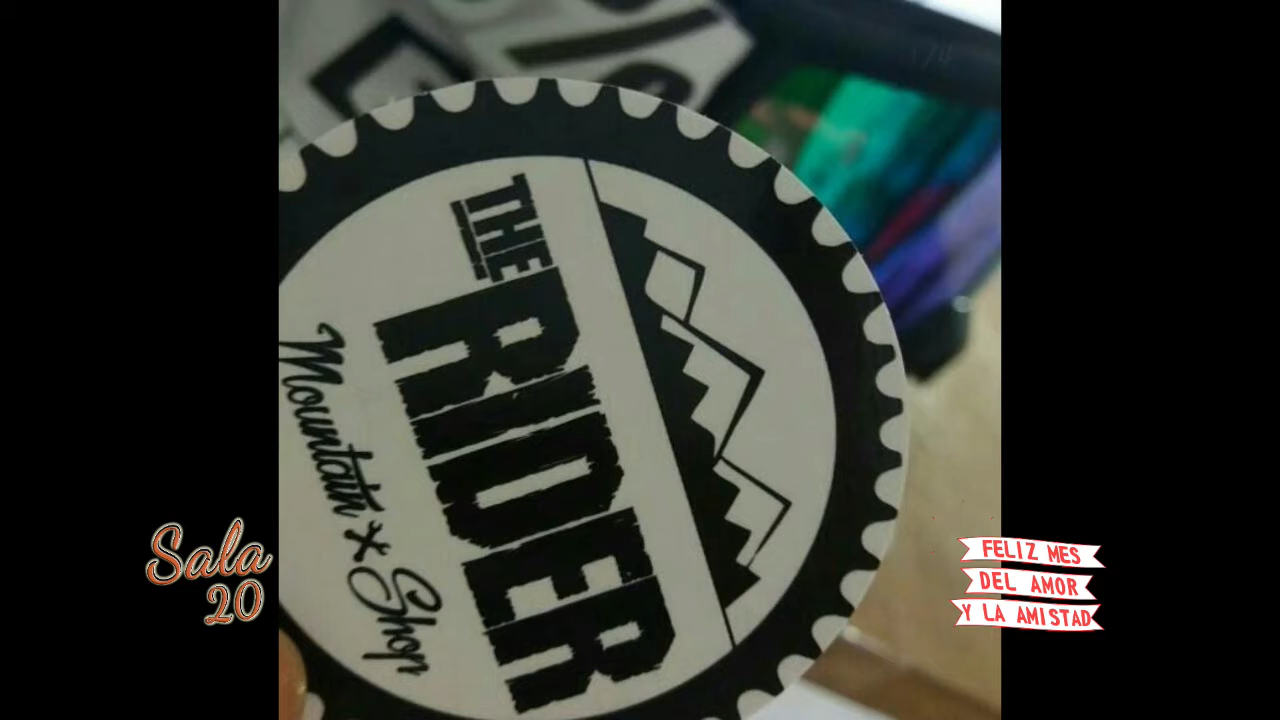 THE
RIDER
Mountain Shop
Sala
20
FELIZ MES
DEL AMOR
Y LA AMISTAD